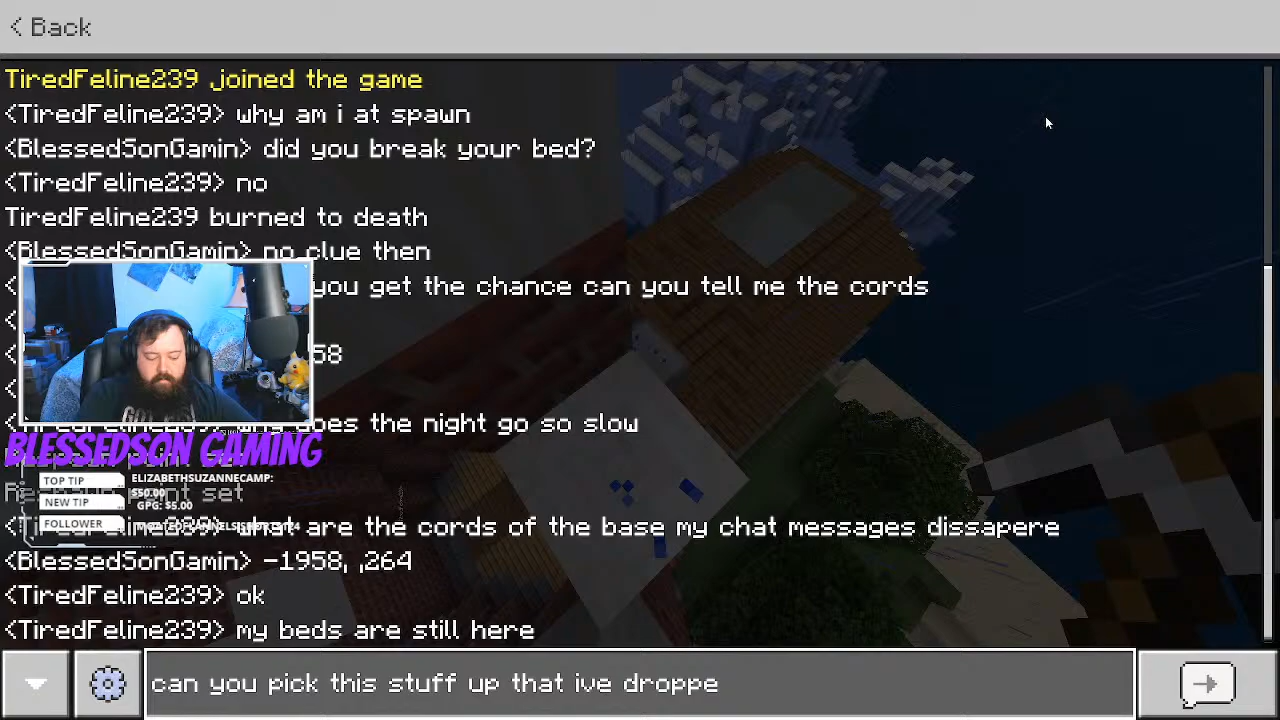 < Back
TiredFeline239 joined the game
<TiredFeline239> why am i at spawn
<BlessedSonGamin> did you break your bed?
<TiredFeline239> no
TiredFeline239 burned to death
<BlessedSonGamin> no clue then
< you get the chance can you tell me the cords
<
< 58
<
does the night go so slow
BLESSEDSON GAMING
TOP TIP ELIZABETHSUZANNECAMP: $50.00
point set
NEW TIP GPG: $5.00
FOLLOWER
are the cords of the base my chat messages dissapere
<BlessedSonGamin> -1958, ,264
<TiredFeline239> ok
<TiredFeline239> my beds are still here
can you pick this stuff up that ive droppe